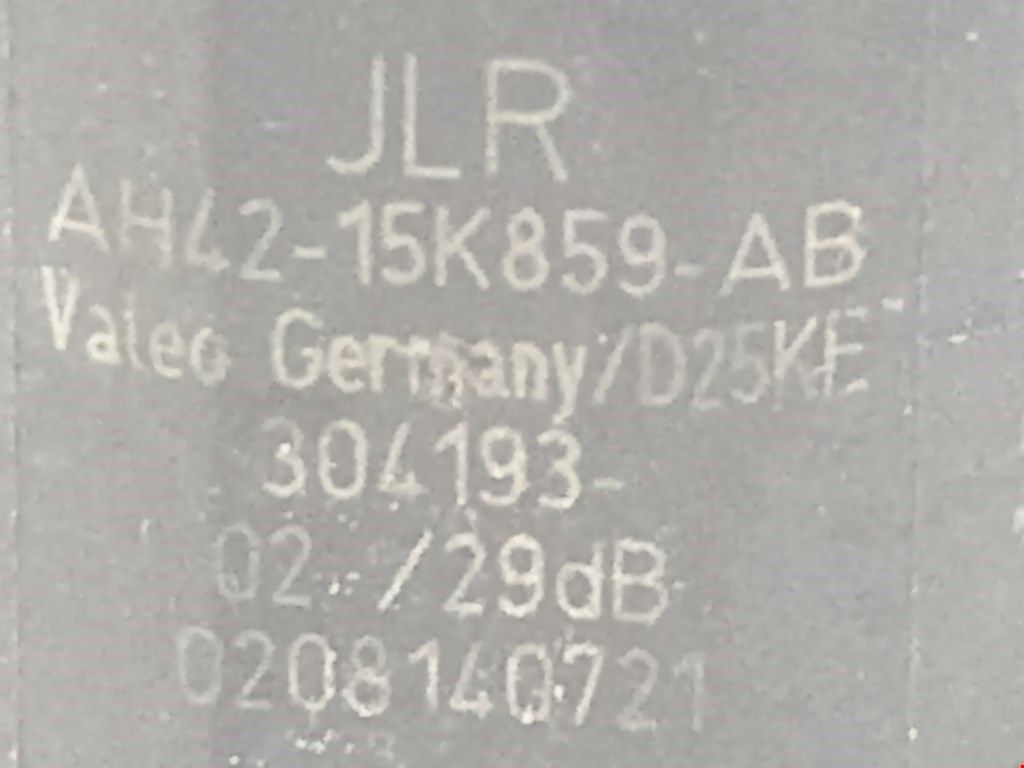 JLR
AH42-15K859-AB
Valeo Germany/D25KE
304193-
02 /29dB
0208140721